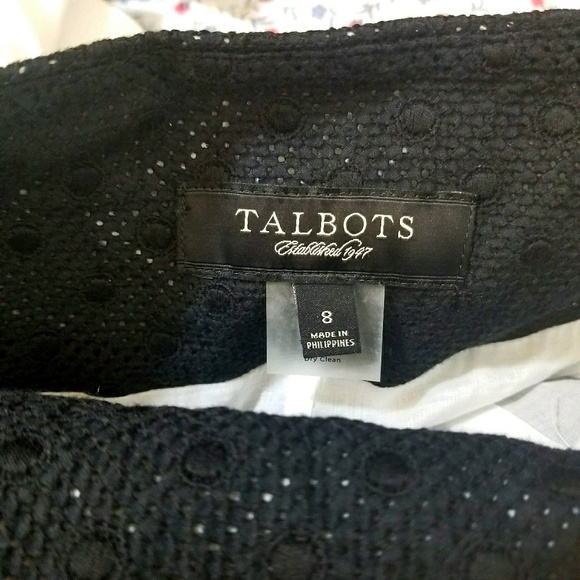 TALBOTS
Established 1947
8
MADE IN
PHILIPPINES
Dry Clean